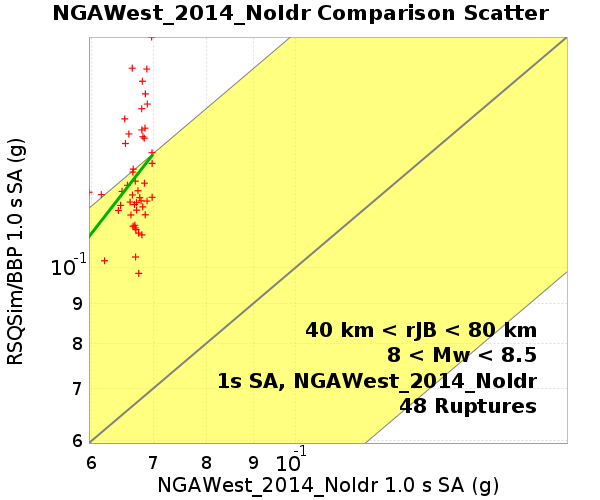 NGAWest_2014_NoIdr Comparison Scatter
RSQSim/BBP 1.0 s SA (g)
10⁻¹
9
8
7
6
40 km < rJB < 80 km
8 < Mw < 8.5
1s SA, NGAWest_2014_NoIdr
48 Ruptures
6 7 8 9 10⁻¹
NGAWest_2014_NoIdr 1.0 s SA (g)